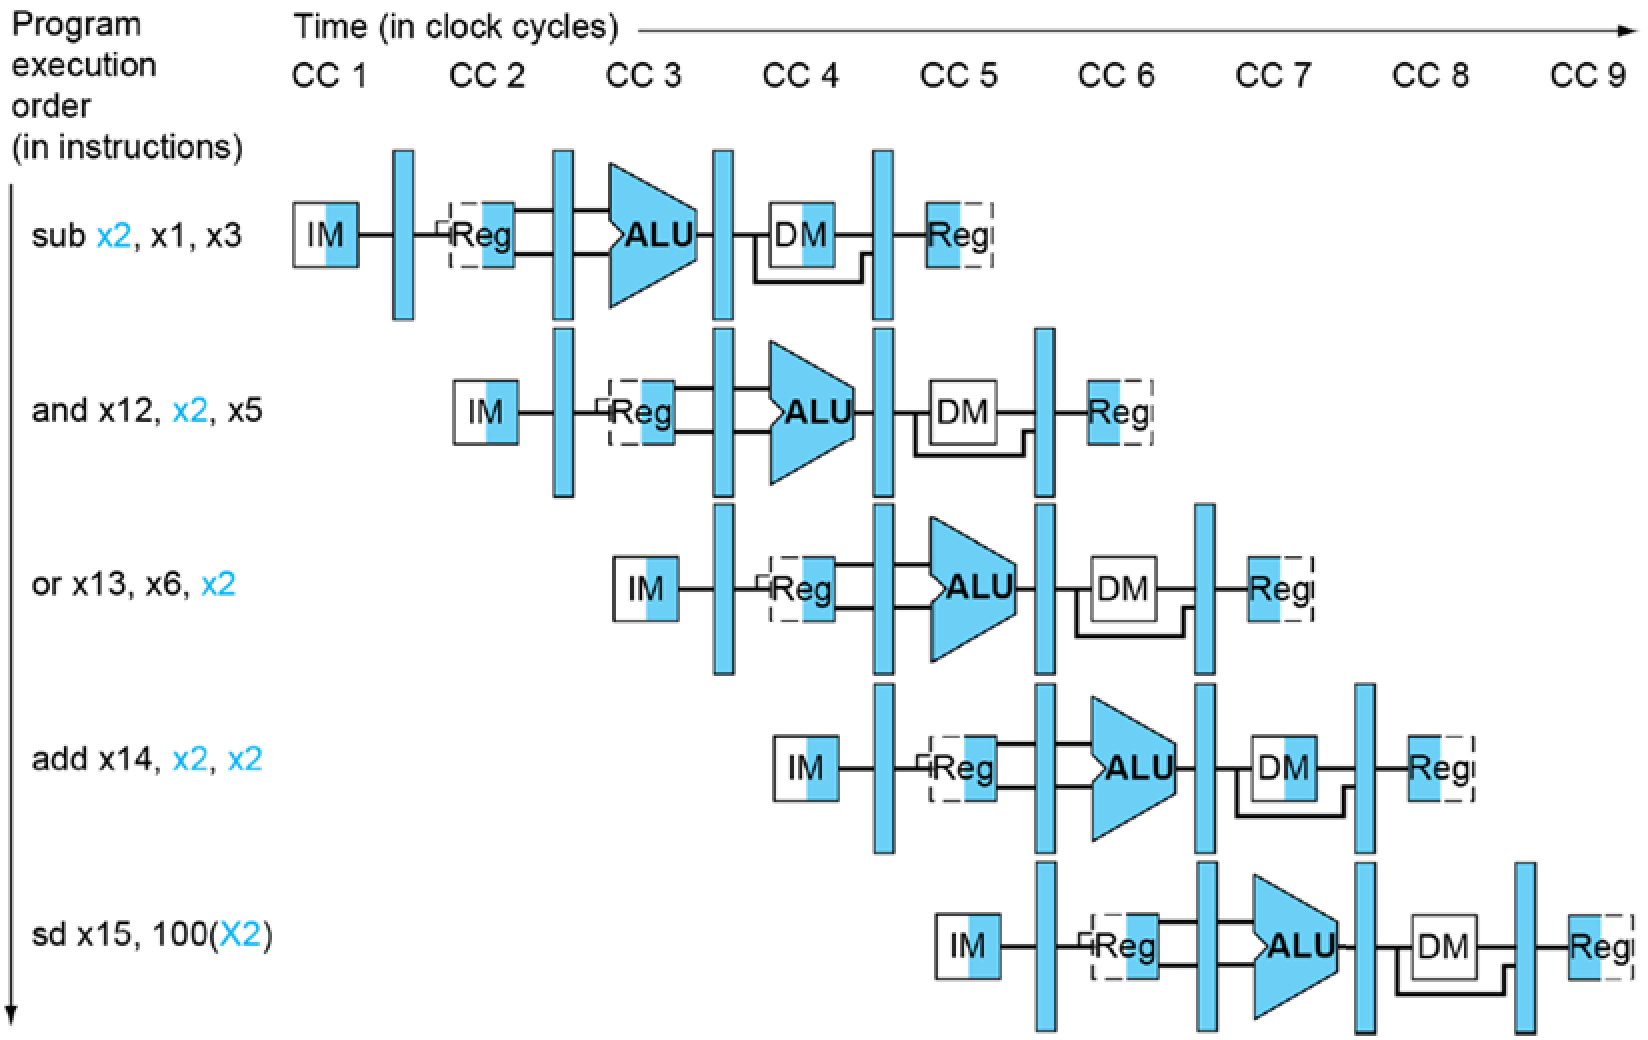 Program
execution
order
(in instructions)
Time (in clock cycles)
CC 1 CC 2 CC 3 CC 4 CC 5 CC 6 CC 7 CC 8 CC 9
sub x2, x1, x3
IM Reg ALU DM Reg
and x12, x2, x5
IM Reg ALU DM Reg
or x13, x6, x2
IM Reg ALU DM Reg
add x14, x2, x2
IM Reg ALU DM Reg
sd x15, 100(X2)
IM Reg ALU DM Reg